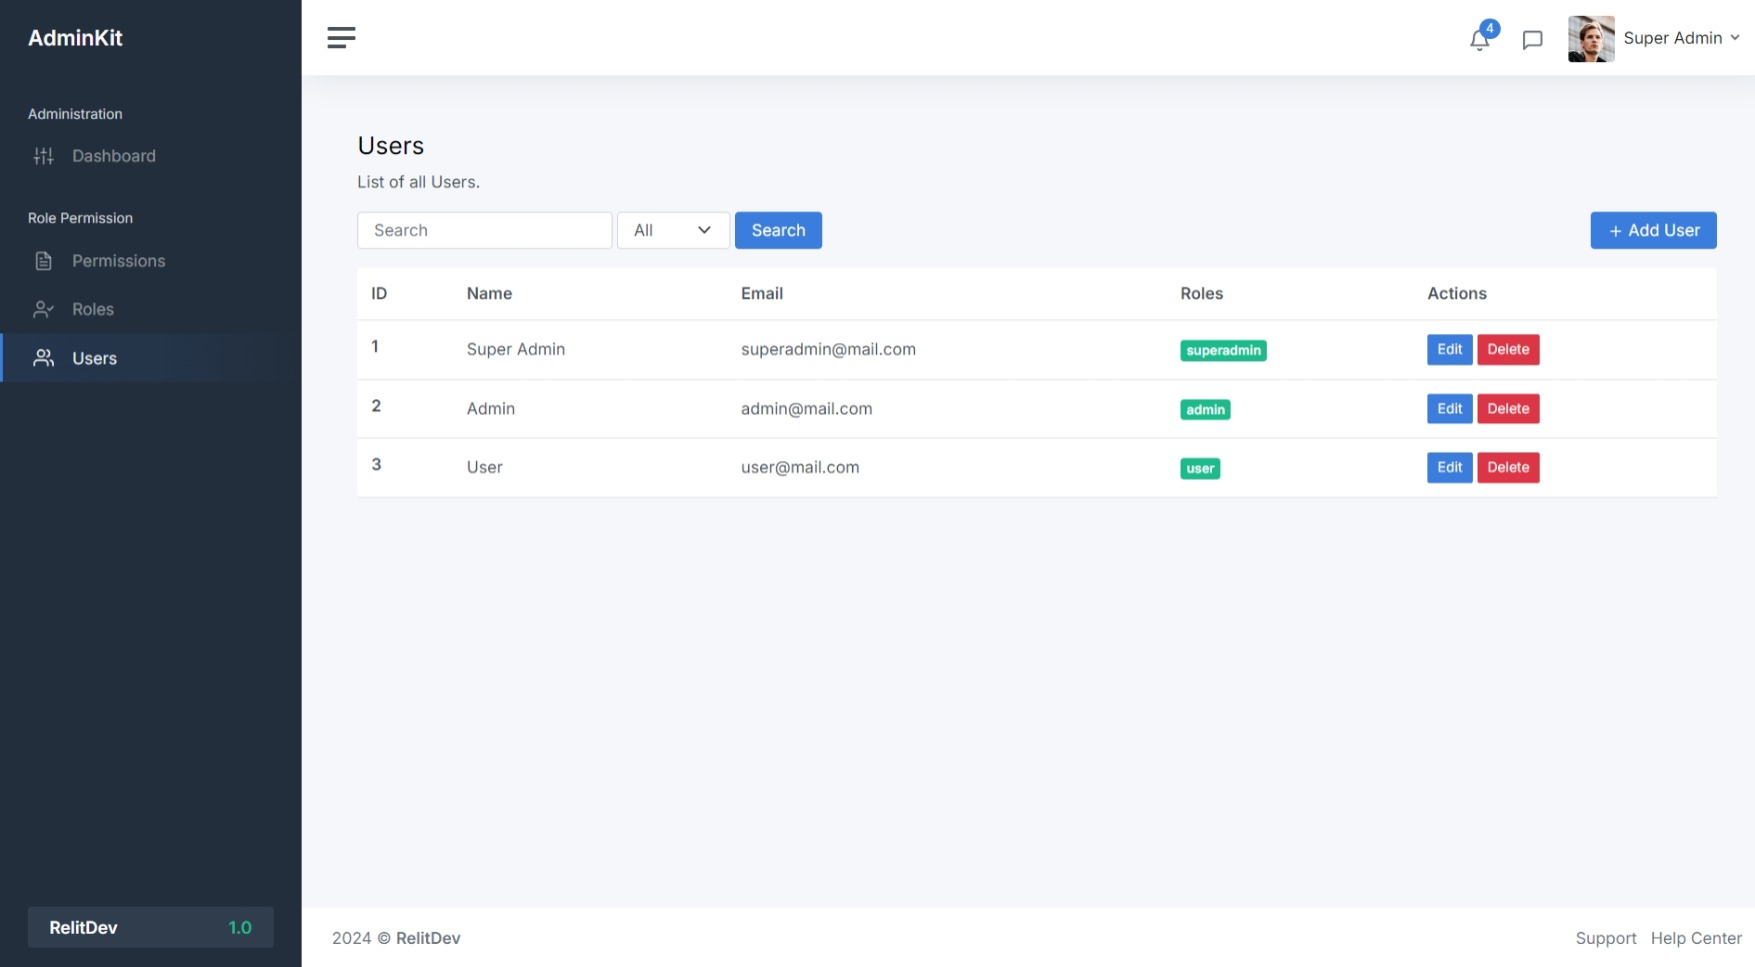 AdminKit
Administration
Dashboard
Role Permission
Permissions
Roles
Users
RelitDev 1.0
4
Super Admin
Users
List of all Users.
Search All Search + Add User
ID Name Email Roles Actions
1 Super Admin superadmin@mail.com superadmin Edit Delete
2 Admin admin@mail.com admin Edit Delete
3 User user@mail.com user Edit Delete
2024 © RelitDev Support Help Center